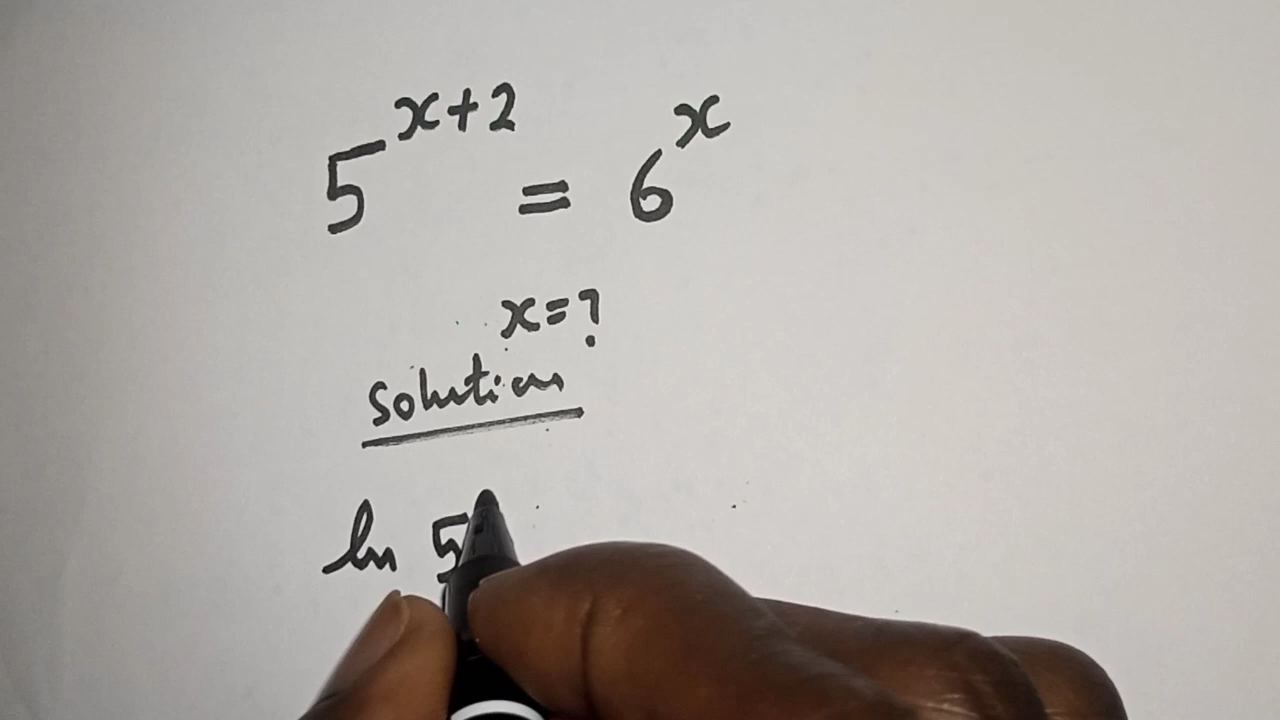 5^{x+2} = 6^x
x=?
Solution
ln 5